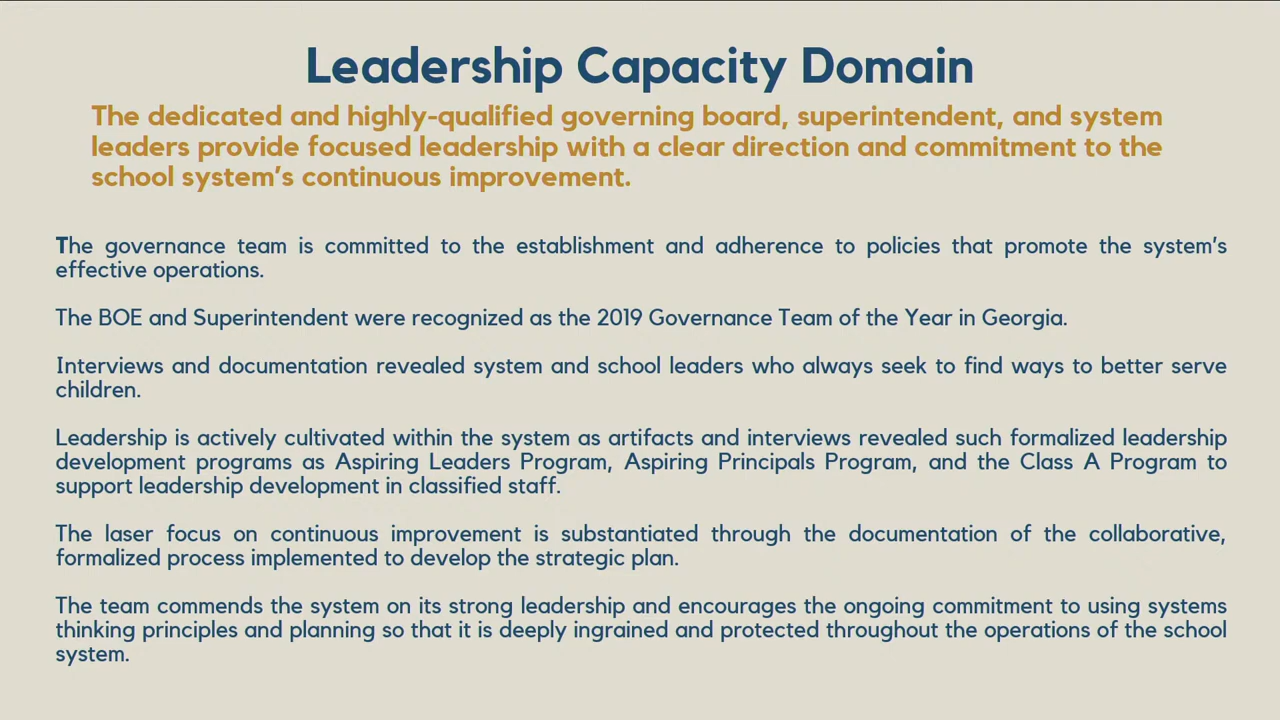 Leadership Capacity Domain
The dedicated and highly-qualified governing board, superintendent, and system
leaders provide focused leadership with a clear direction and commitment to the
school system's continuous improvement.
The governance team is committed to the establishment and adherence to policies that promote the system's
effective operations.
The BOE and Superintendent were recognized as the 2019 Governance Team of the Year in Georgia.
Interviews and documentation revealed system and school leaders who always seek to find ways to better serve
children.
Leadership is actively cultivated within the system as artifacts and interviews revealed such formalized leadership
development programs as Aspiring Leaders Program, Aspiring Principals Program, and the Class A Program to
support leadership development in classified staff.
The laser focus on continuous improvement is substantiated through the documentation of the collaborative,
formalized process implemented to develop the strategic plan.
The team commends the system on its strong leadership and encourages the ongoing commitment to using systems
thinking principles and planning so that it is deeply ingrained and protected throughout the operations of the school
system.